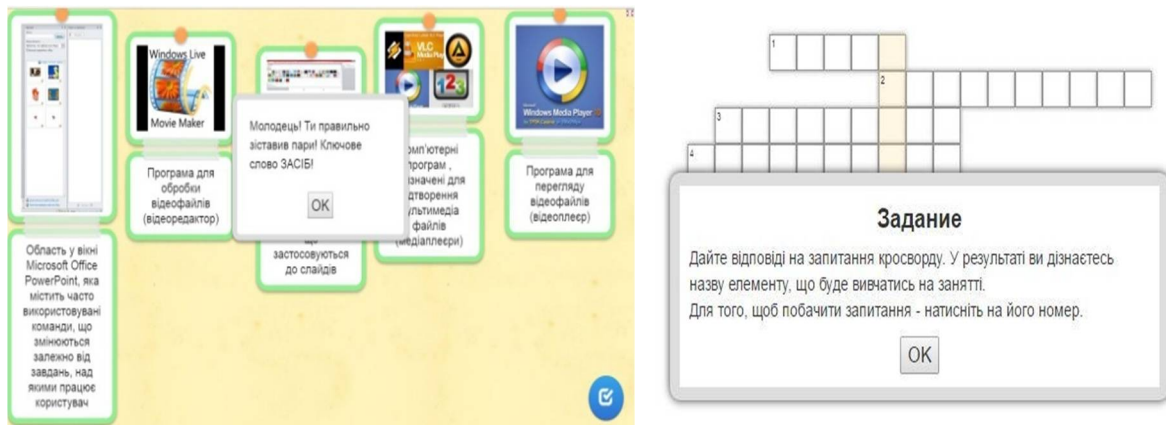 Windows Live
Movie Maker
VLC
Media Play
123
Windows Media Player
Молодець! Ти правильно
зіставив пари! Ключове
слово ЗАСІБ!
OK
Область у вікні
Microsoft Office
PowerPoint, яка
містить часто
використовувані
команди, що
змінюються
залежно від
завдань, над
якими працює
користувач
Програма для
обробки
відеофайлів
(відеоредактор)
що
застосовуються
до слайдів
омп'ютерні
програм ,
значені для
дтворення
ультимедіа
файлів
(медіаплєєри)
Програма для
перегляду
відеофайлів
(відеоплеєр)
1
2
3
4
Задание
Дайте відповіді на запитання кросворду. У результаті ви дізнаєтесь
назву елементу, що буде вивчатись на занятті.
Для того, щоб побачити запитання - натисніть на його номер.
OK